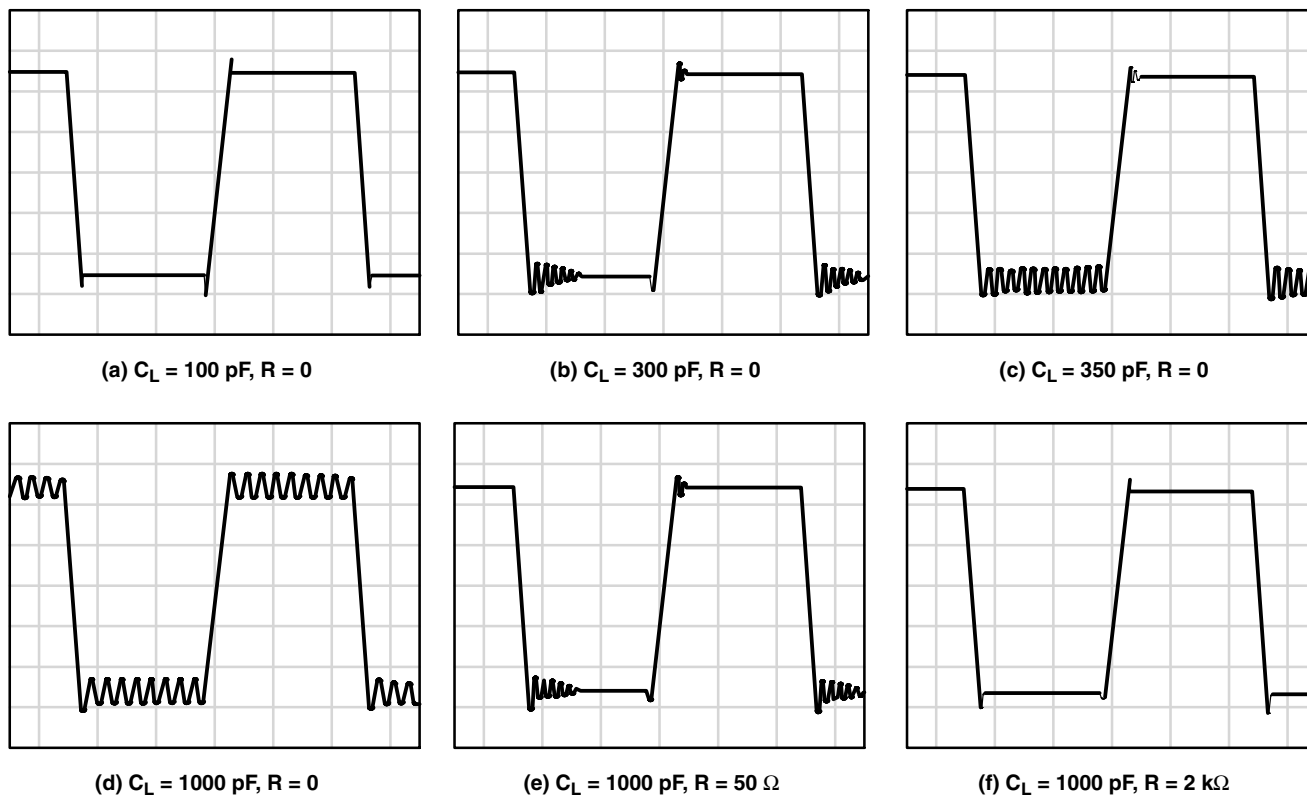 (a) C_L = 100 pF, R = 0
(b) C_L = 300 pF, R = 0
(c) C_L = 350 pF, R = 0
(d) C_L = 1000 pF, R = 0
(e) C_L = 1000 pF, R = 50 Ω
(f) C_L = 1000 pF, R = 2 kΩ